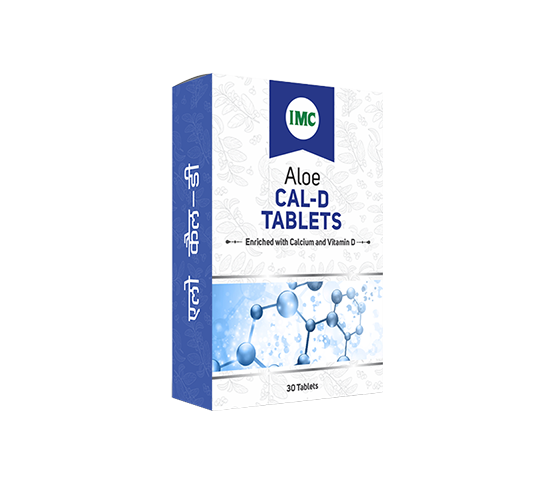 IMC
Aloe
CAL-D
TABLETS
Enriched with Calcium and Vitamin D
30 Tablets
एलो कैल-डी